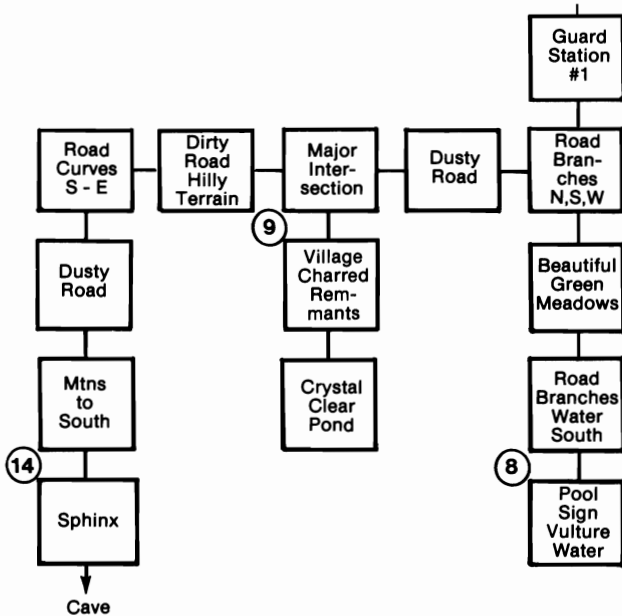 Guard
Station
#1
Road
Curves
S - E
Dirty
Road
Hilly
Terrain
Major
Inter-
section
Dusty
Road
Road
Bran-
ches
N,S,W
9
Dusty
Road
Village
Charred
Rem-
mants
Beautiful
Green
Meadows
Mtns
to
South
Crystal
Clear
Pond
Road
Branches
Water
South
14
8
Sphinx
Pool
Sign
Vulture
Water
Cave